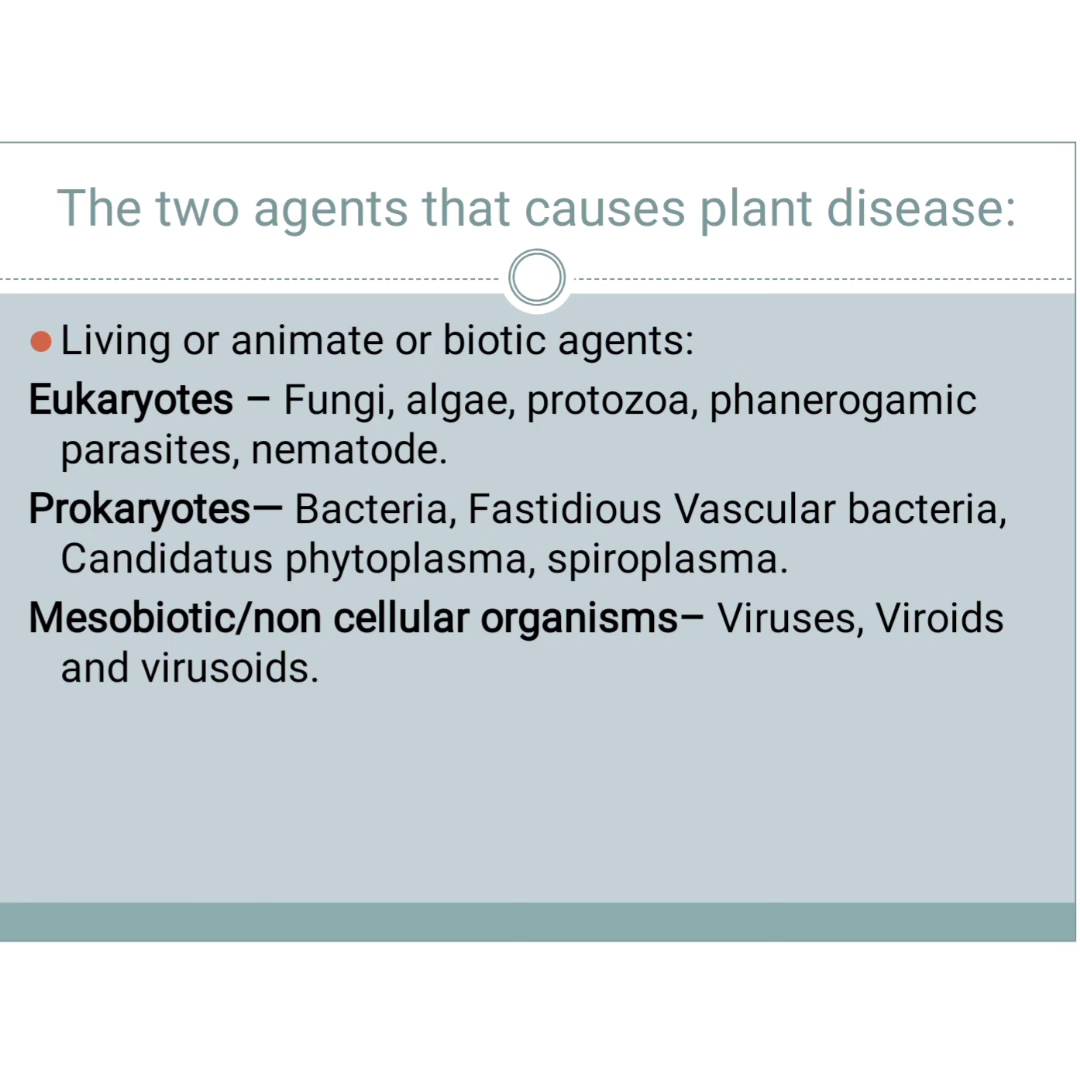 The two agents that causes plant disease:
Living or animate or biotic agents:
Eukaryotes – Fungi, algae, protozoa, phanerogamic
parasites, nematode.
Prokaryotes— Bacteria, Fastidious Vascular bacteria,
Candidatus phytoplasma, spiroplasma.
Mesobiotic/non cellular organisms– Viruses, Viroids
and virusoids.